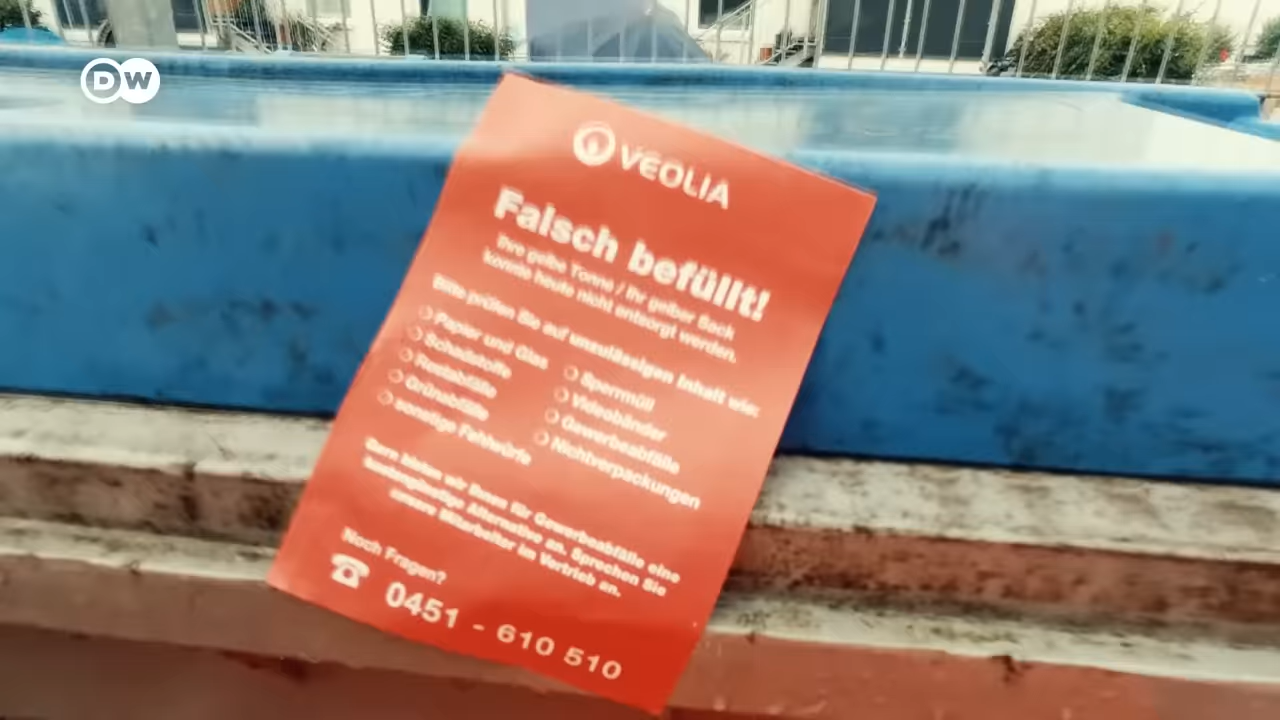 DW
VEOLIA
Falsch befüllt!
Ihre gelbe Tonne / Ihr gelber Sack
konnte heute nicht entsorgt werden.
Bitte prüfen Sie auf unzulässigen Inhalt wie:
Papier und Glas
Schadstoffe
Restabfälle
Grünabfälle
sonstige Fehlwürfe
Sperrmüll
Videobänder
Gewerbeabfälle
Nichtverpackungen
Gern bieten wir Ihnen für Gewerbeabfälle eine
kostengünstige Alternative an. Sprechen Sie
unsere Mitarbeiter im Vertrieb an.
Noch Fragen?
0451 - 610 510